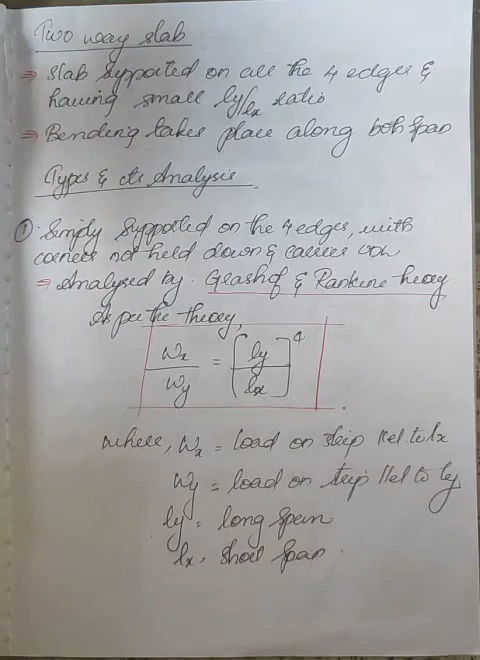 Two way slab
⇒ Slab supported on all the 4 edges &
having small ly/lx ratio
⇒ Bending takes place along both span
Types & its Analysis
① Simply supported on the 4 edges, with
corners not held down & carries UDL
⇒ Analysed by Grashof & Rankine theory
As per the theory,
Wx/Wy = [ly/lx]^4
where, Wx = load on strip llel to lx
Wy = load on strip llel to ly
ly = long span
lx = short span